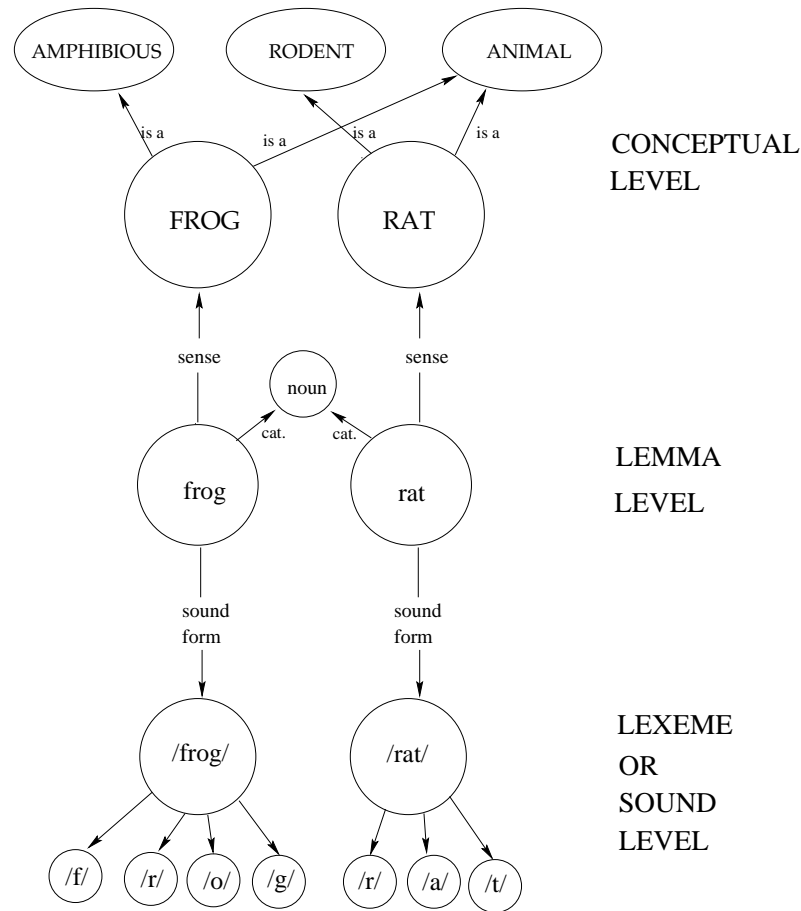 AMPHIBIOUS
RODENT
ANIMAL
is a
is a
is a
is a
CONCEPTUAL
LEVEL
FROG
RAT
sense
sense
noun
cat.
cat.
frog
rat
LEMMA
LEVEL
sound
form
sound
form
/frog/
/rat/
LEXEME
OR
SOUND
LEVEL
/f/
/r/
/o/
/g/
/r/
/a/
/t/